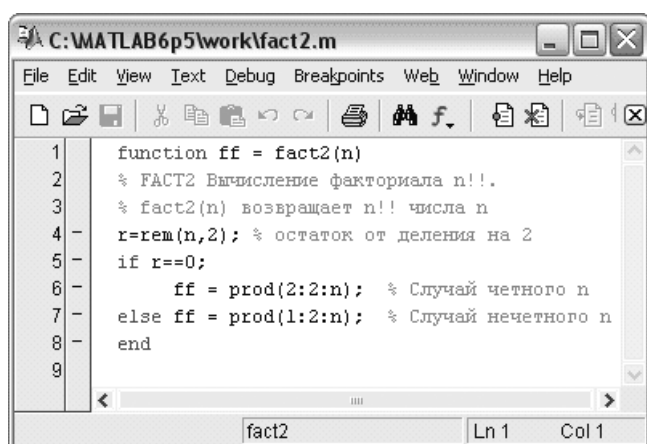 C:\MATLAB6p5\work\fact2.m
File Edit View Text Debug Breakpoints Web Window Help
1 function ff = fact2(n)
2 % FACT2 Вычисление факториала n!!.
3 % fact2(n) возвращает n!! числа n
4 - r=rem(n,2); % остаток от деления на 2
5 - if r==0;
6 - ff = prod(2:2:n); % Случай четного n
7 - else ff = prod(1:2:n); % Случай нечетного n
8 - end
9
fact2 Ln 1 Col 1